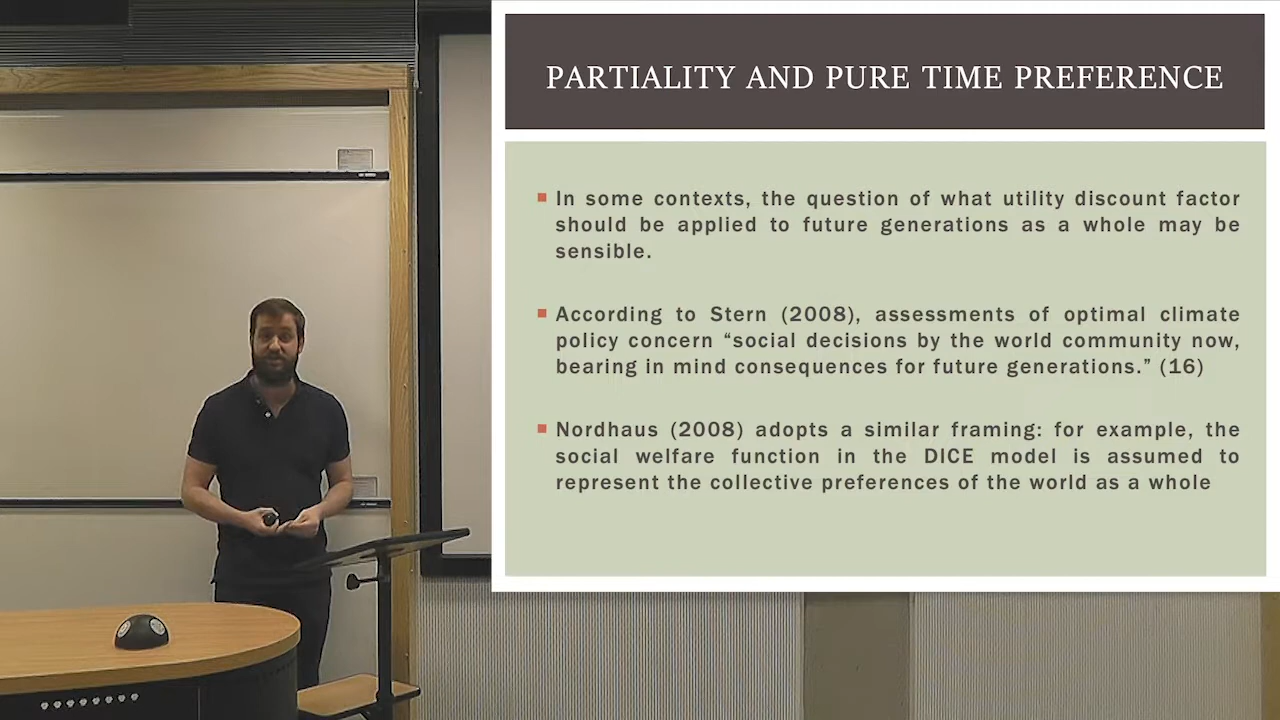 PARTIALITY AND PURE TIME PREFERENCE
In some contexts, the question of what utility discount factor
should be applied to future generations as a whole may be
sensible.
According to Stern (2008), assessments of optimal climate
policy concern “social decisions by the world community now,
bearing in mind consequences for future generations.” (16)
Nordhaus (2008) adopts a similar framing: for example, the
social welfare function in the DICE model is assumed to
represent the collective preferences of the world as a whole